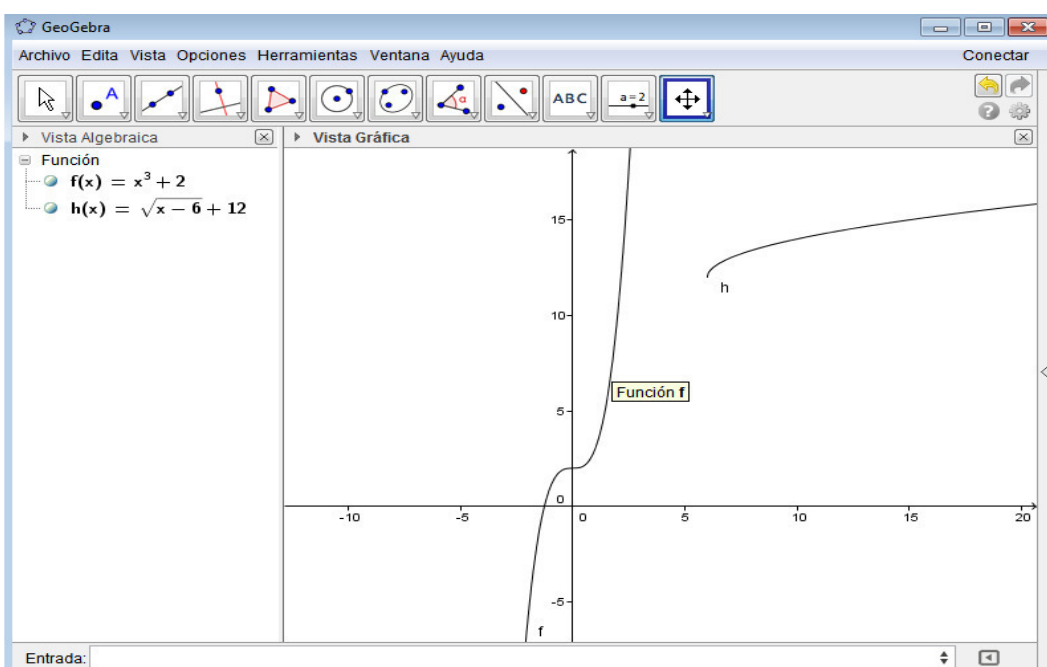 GeoGebra
Archivo Edita Vista Opciones Herramientas Ventana Ayuda Conectar
A α ABC a=2
Vista Algebraica Vista Gráfica
Función
f(x) = x³ + 2
h(x) = √(x − 6) + 12
15
h
10
Función f
5
0
-10 -5 0 5 10 15 20
-5
f
Entrada: